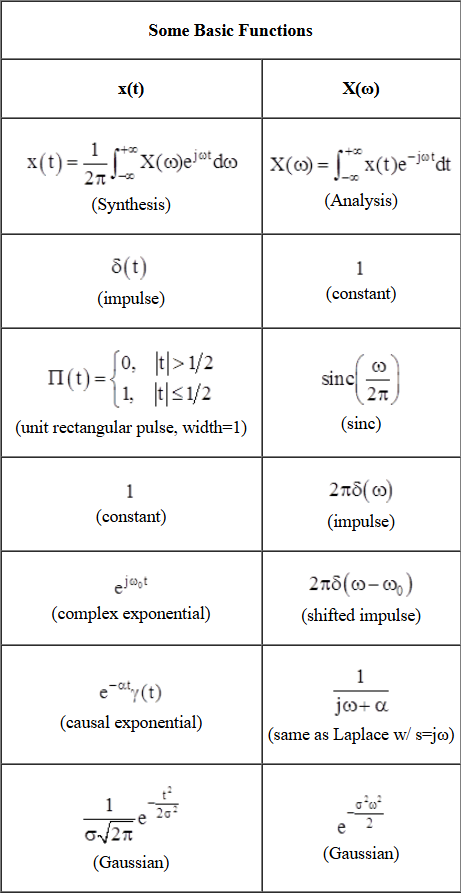 Some Basic Functions
x(t) X(ω)
x(t) = 1/2π ∫_{-∞}^{+∞} X(ω)e^{jωt}dω X(ω) = ∫_{-∞}^{+∞} x(t)e^{-jωt}dt
(Synthesis) (Analysis)
δ(t) 1
(impulse) (constant)
Π(t) = {0, |t|>1/2
1, |t|≤1/2 sinc(ω/2π)
(unit rectangular pulse, width=1) (sinc)
1 2πδ(ω)
(constant) (impulse)
e^{jω₀t} 2πδ(ω−ω₀)
(complex exponential) (shifted impulse)
e^{-αt}γ(t) 1/(jω+α)
(causal exponential) (same as Laplace w/ s=jω)
1/(σ√2π) e^{-t²/2σ²} e^{-σ²ω²/2}
(Gaussian) (Gaussian)